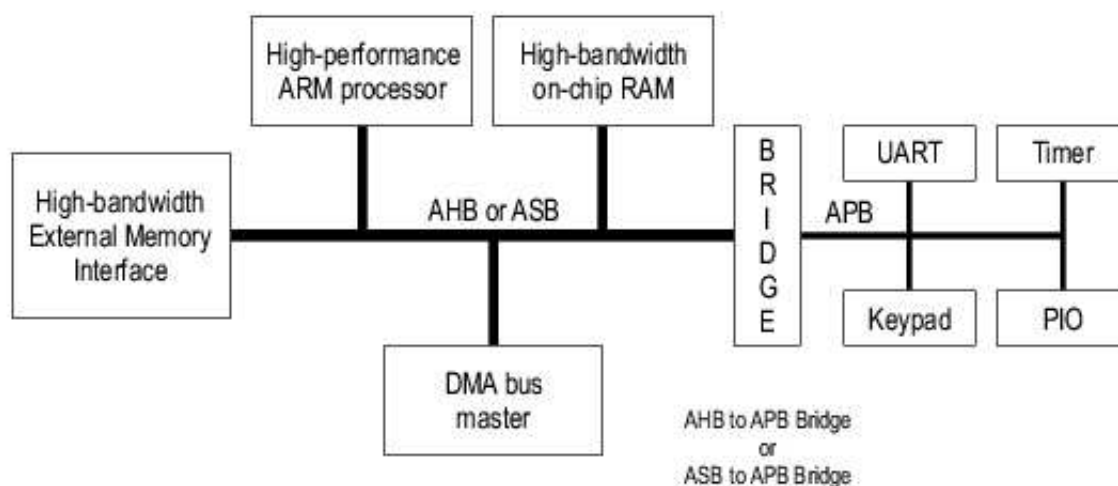 High-performance
ARM processor
High-bandwidth
on-chip RAM
High-bandwidth
External Memory
Interface
AHB or ASB
B
R
I
D
G
E
APB
UART
Timer
Keypad
PIO
DMA bus
master
AHB to APB Bridge
or
ASB to APB Bridge